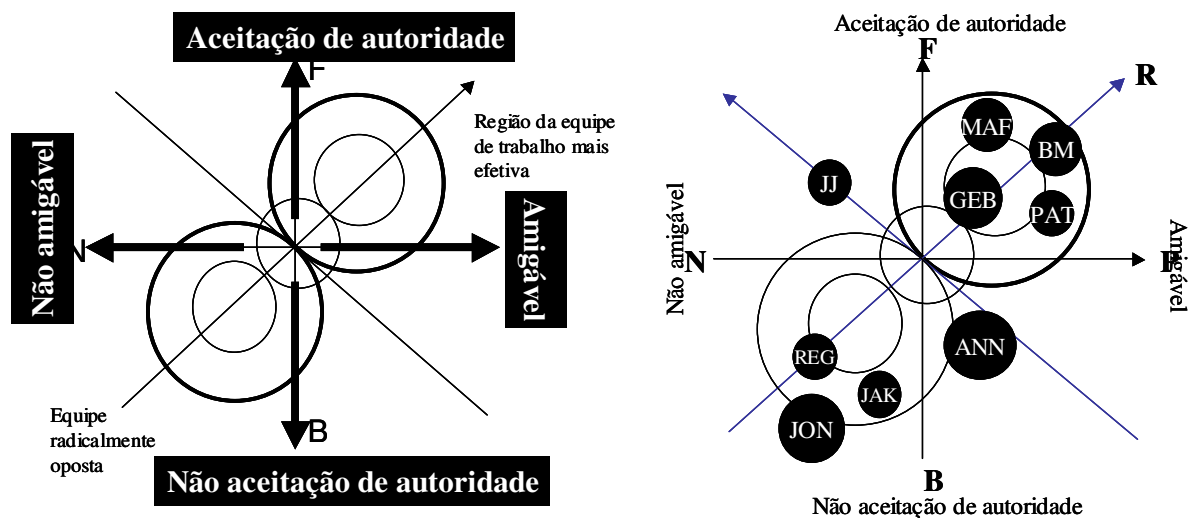 Aceitação de autoridade
F
Região da equipe
de trabalho mais
efetiva
Não amigável
N
Amigável
Equipe
radicalmente
oposta
B
Não aceitação de autoridade
Aceitação de autoridade
F
R
MAF
BM
JJ
GEB
PAT
Não amigável
N
P
Amigável
ANN
REG
JAK
JON
B
Não aceitação de autoridade